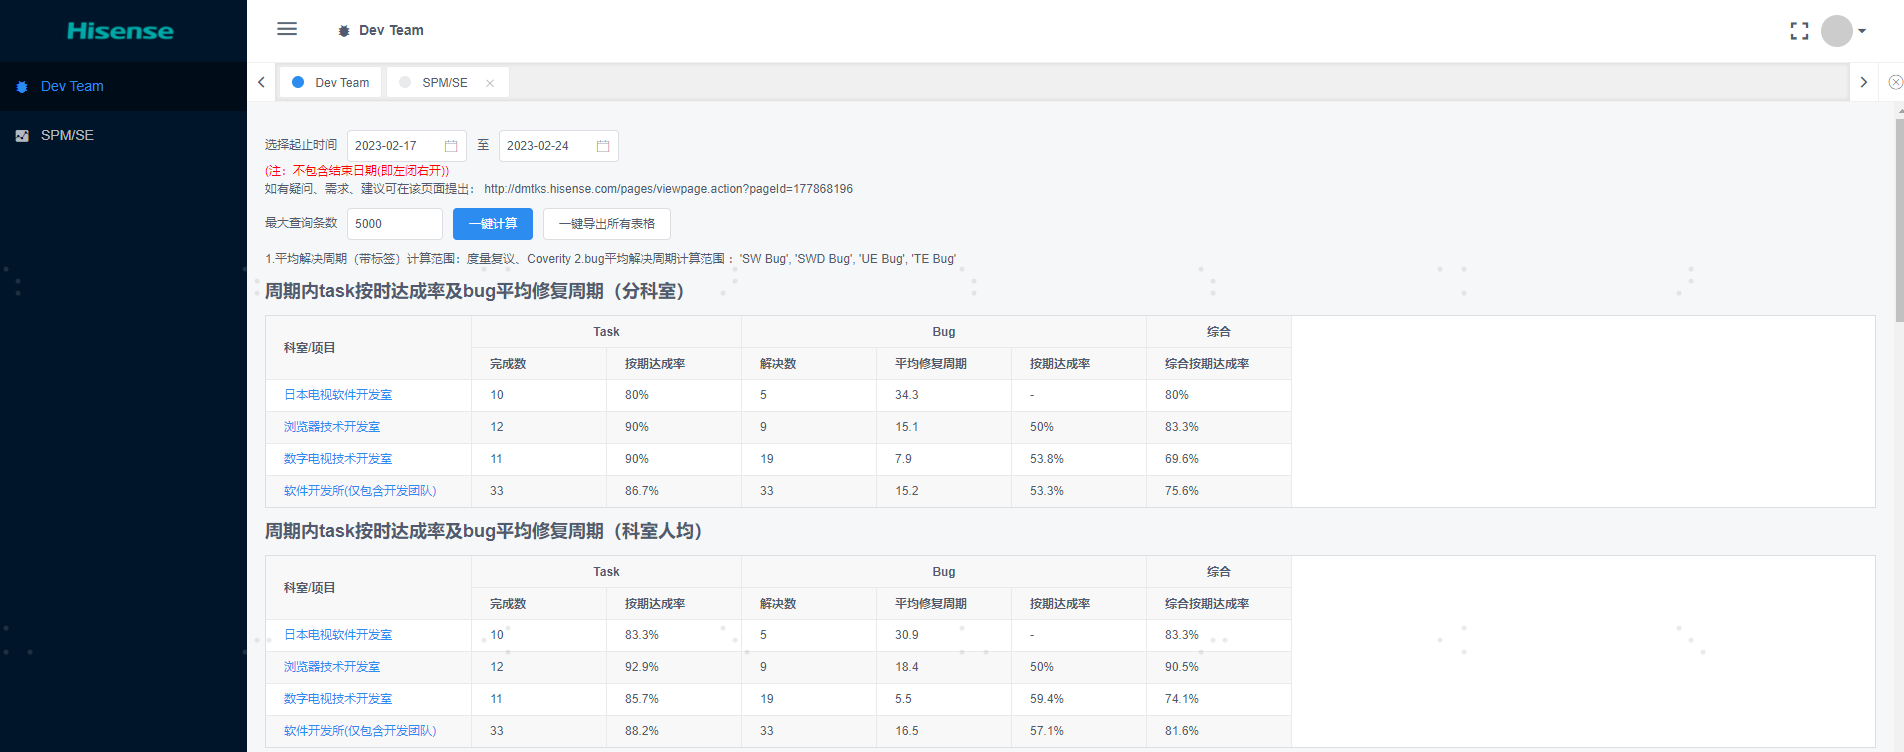 Hisense
Dev Team
Dev Team
SPM/SE
Dev Team
SPM/SE
选择起止时间 2023-02-17 至 2023-02-24
(注：不包含结束日期(即左闭右开))
如有疑问、需求、建议可在该页面提出： http://dmtks.hisense.com/pages/viewpage.action?pageId=177868196
最大查询条数 5000 一键计算 一键导出所有表格
1.平均解决周期（带标签）计算范围：度量复议、Coverity 2.bug平均解决周期计算范围： 'SW Bug', 'SWD Bug', 'UE Bug', 'TE Bug'
周期内task按时达成率及bug平均修复周期（分科室）
科室/项目 Task Bug 综合
完成数 按期达成率 解决数 平均修复周期 按期达成率 综合按期达成率
日本电视软件开发室 10 80% 5 34.3 - 80%
浏览器技术开发室 12 90% 9 15.1 50% 83.3%
数字电视技术开发室 11 90% 19 7.9 53.8% 69.6%
软件开发所(仅包含开发团队) 33 86.7% 33 15.2 53.3% 75.6%
周期内task按时达成率及bug平均修复周期（科室人均）
科室/项目 Task Bug 综合
完成数 按期达成率 解决数 平均修复周期 按期达成率 综合按期达成率
日本电视软件开发室 10 83.3% 5 30.9 - 83.3%
浏览器技术开发室 12 92.9% 9 18.4 50% 90.5%
数字电视技术开发室 11 85.7% 19 5.5 59.4% 74.1%
软件开发所(仅包含开发团队) 33 88.2% 33 16.5 57.1% 81.6%